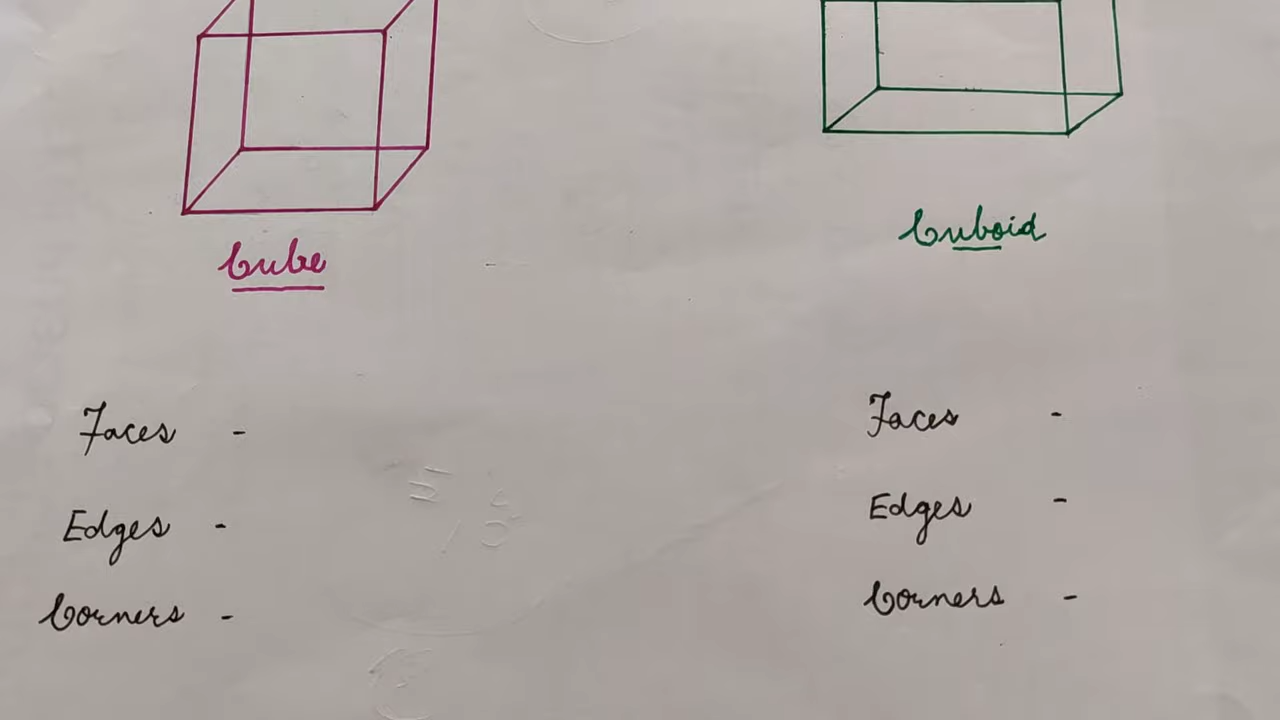 Cube
Cuboid
Faces -
Edges -
Corners -
Faces -
Edges -
Corners -